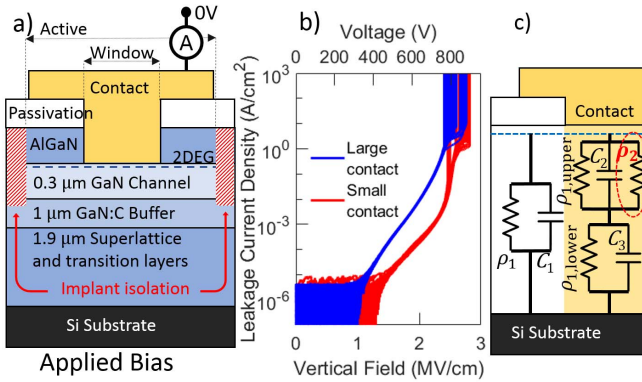 a)
0V
A
Active
Window
Contact
Passivation
AlGaN
2DEG
0.3 μm GaN Channel
1 μm GaN:C Buffer
1.9 μm Superlattice
and transition layers
Implant isolation
Si Substrate
Applied Bias
b)
Voltage (V)
0 200 400 600 800
Leakage Current Density (A/cm²)
10³
10⁰
10⁻³
10⁻⁶
Large
contact
Small
contact
0 1 2 3
Vertical Field (MV/cm)
c)
Contact
ρ₁,upper
C₂
ρ₂
ρ₁
C₁
ρ₁,lower
C₃
Si Substrate